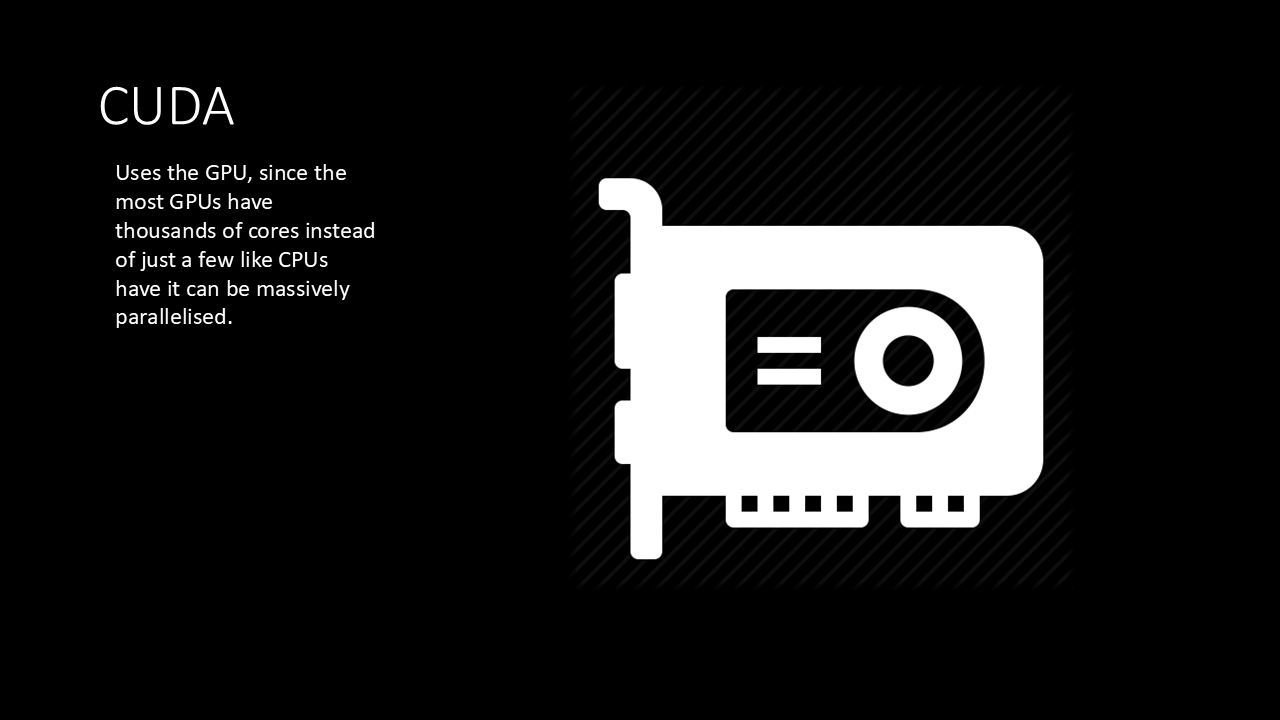 CUDA
Uses the GPU, since the
most GPUs have
thousands of cores instead
of just a few like CPUs
have it can be massively
parallelised.